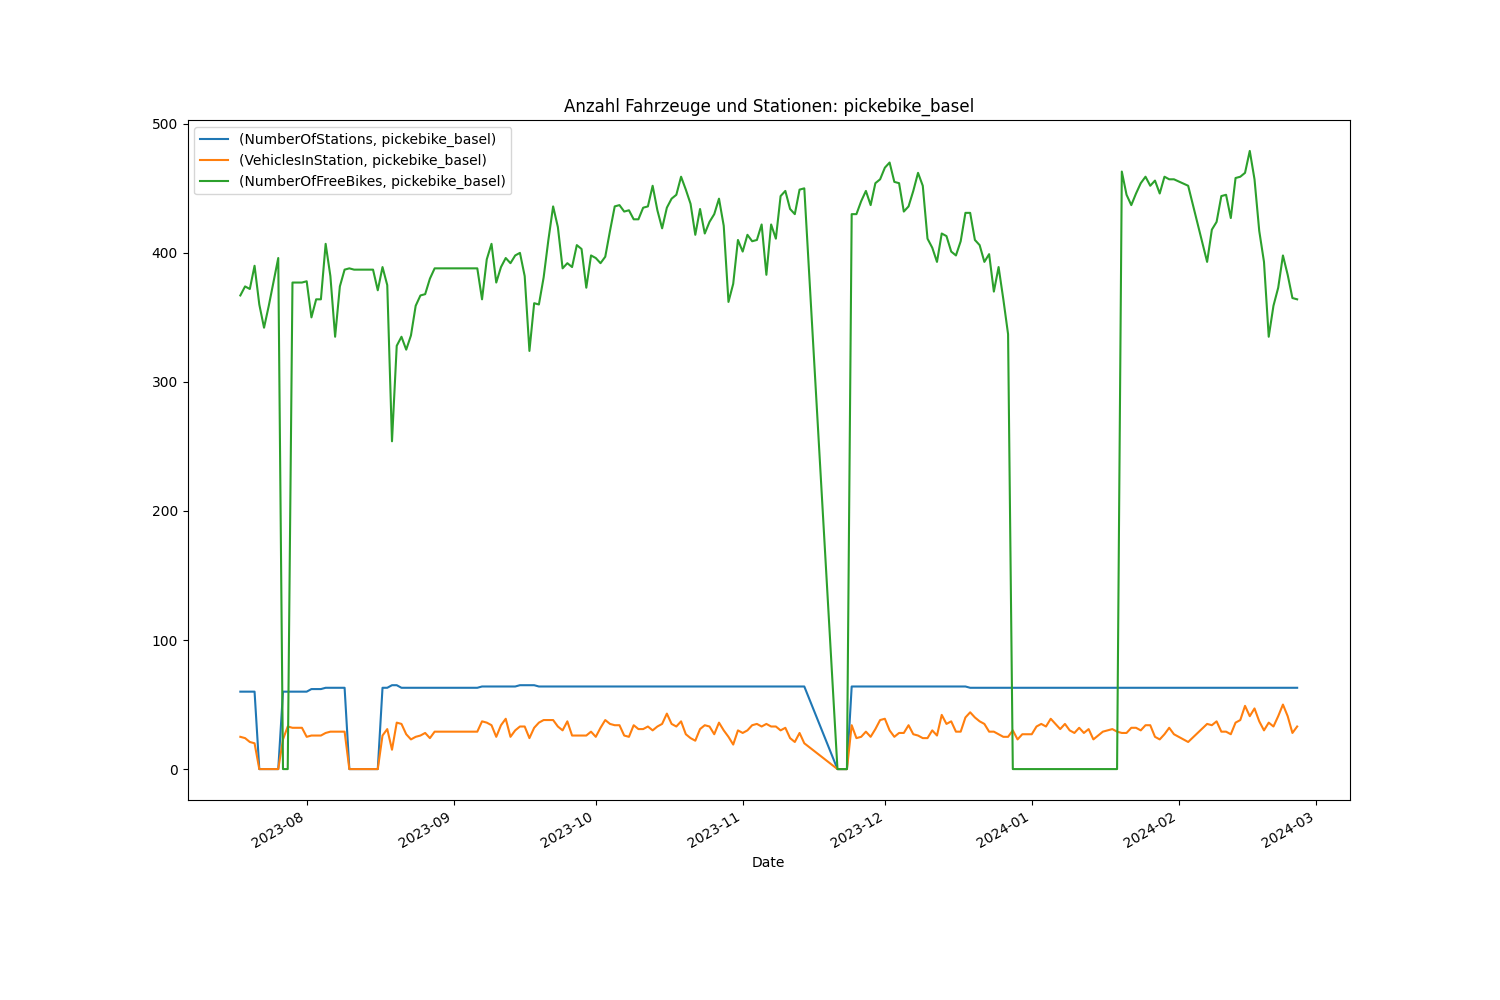 Anzahl Fahrzeuge und Stationen: pickebike_basel
500
400
300
200
100
0
(NumberOfStations, pickebike_basel)
(VehiclesInStation, pickebike_basel)
(NumberOfFreeBikes, pickebike_basel)
2023-08
2023-09
2023-10
2023-11
2023-12
2024-01
2024-02
2024-03
Date